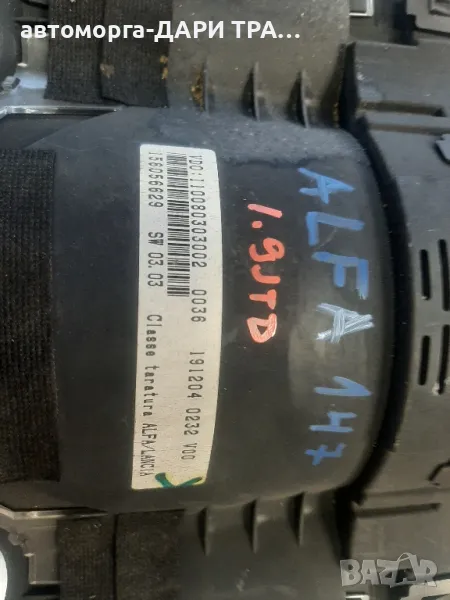 автоморга-ДАРИ ТРА...
ALFA 147
1.9JTD
VDO:110080303002 0036 191204 0232 V00
156056629 SW 03.03 Classe taratura ALFA/LANCIA
bazar